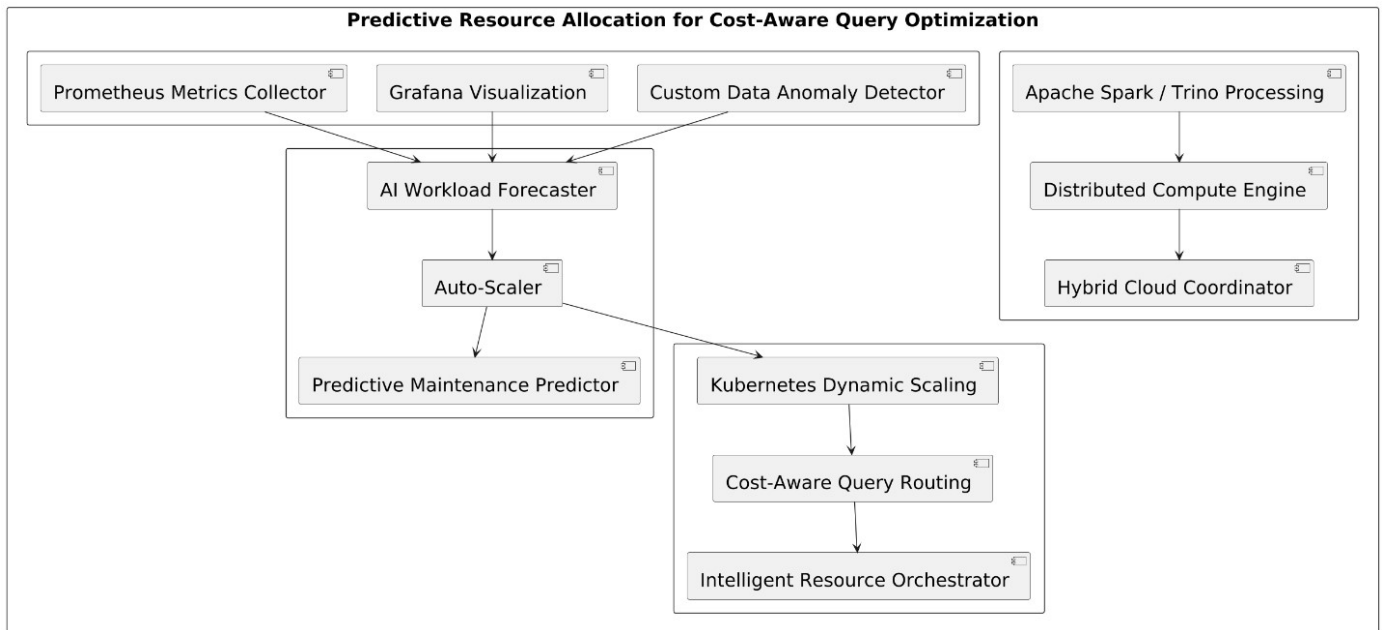 Predictive Resource Allocation for Cost-Aware Query Optimization
Prometheus Metrics Collector
Grafana Visualization
Custom Data Anomaly Detector
Apache Spark / Trino Processing
AI Workload Forecaster
Distributed Compute Engine
Auto-Scaler
Hybrid Cloud Coordinator
Predictive Maintenance Predictor
Kubernetes Dynamic Scaling
Cost-Aware Query Routing
Intelligent Resource Orchestrator